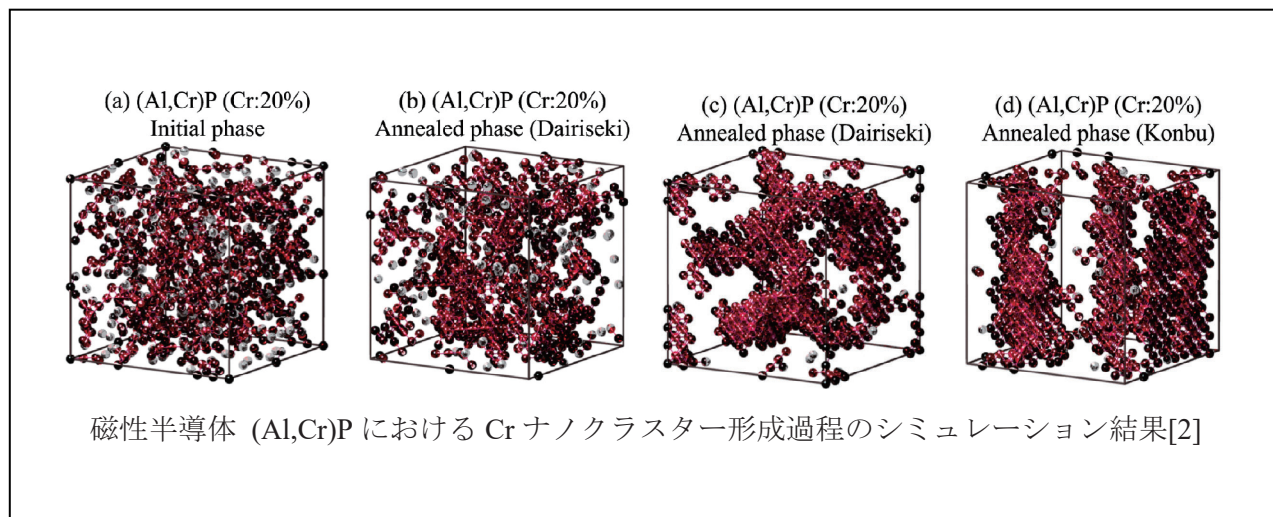 (a) (Al,Cr)P (Cr:20%)
Initial phase
(b) (Al,Cr)P (Cr:20%)
Annealed phase (Dairiseki)
(c) (Al,Cr)P (Cr:20%)
Annealed phase (Dairiseki)
(d) (Al,Cr)P (Cr:20%)
Annealed phase (Konbu)
磁性半導体 (Al,Cr)P における Cr ナノクラスター形成過程のシミュレーション結果[2]